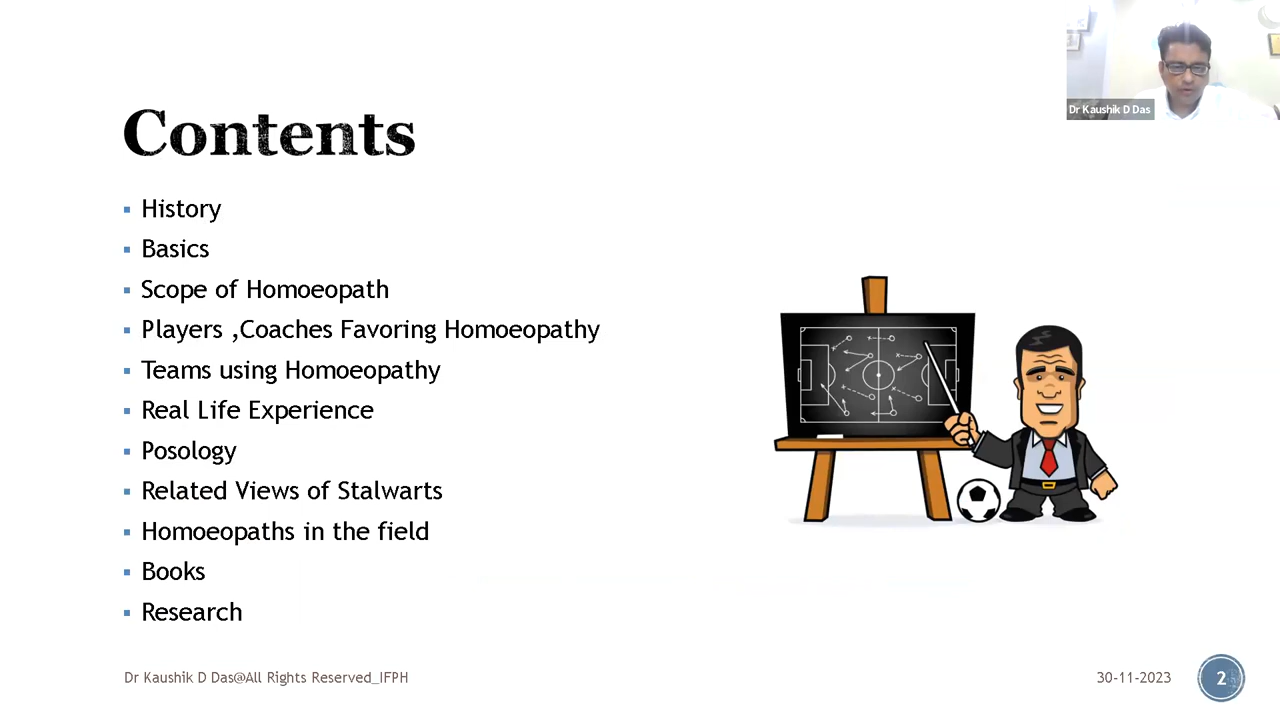 Dr Kaushik D Das
Contents
History
Basics
Scope of Homoeopath
Players ,Coaches Favoring Homoeopathy
Teams using Homoeopathy
Real Life Experience
Posology
Related Views of Stalwarts
Homoeopaths in the field
Books
Research
Dr Kaushik D Das@All Rights Reserved_IFPH
30-11-2023
2